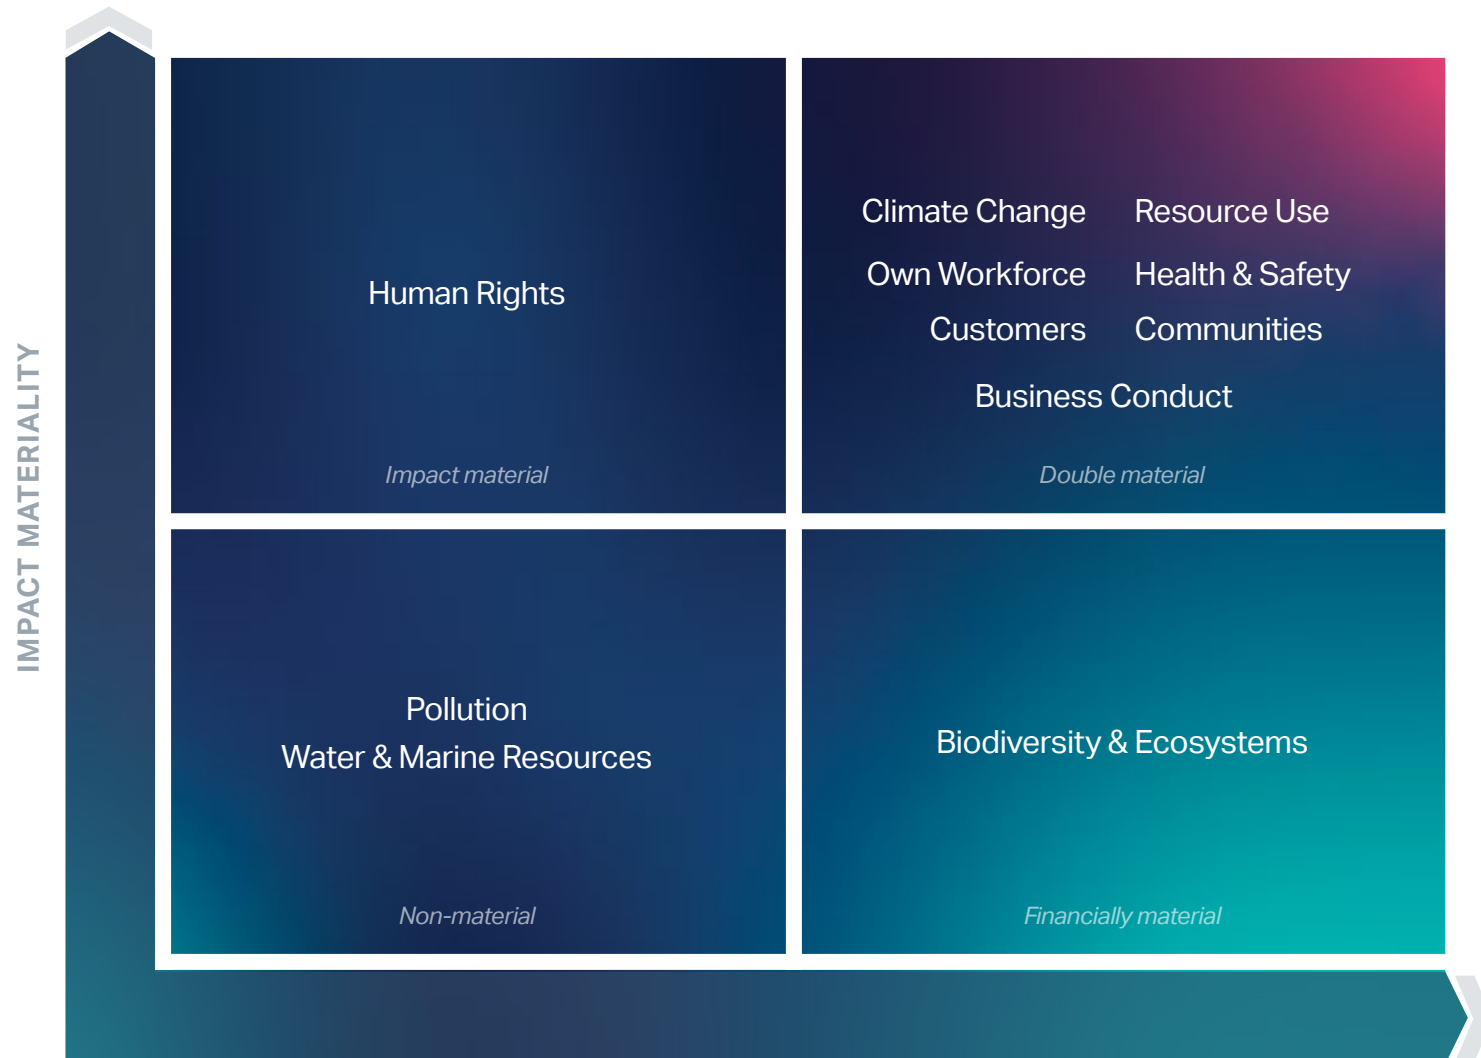 IMPACT MATERIALITY
Human Rights
Impact material
Climate Change
Resource Use
Own Workforce
Health & Safety
Customers
Communities
Business Conduct
Double material
Pollution
Water & Marine Resources
Non-material
Biodiversity & Ecosystems
Financially material